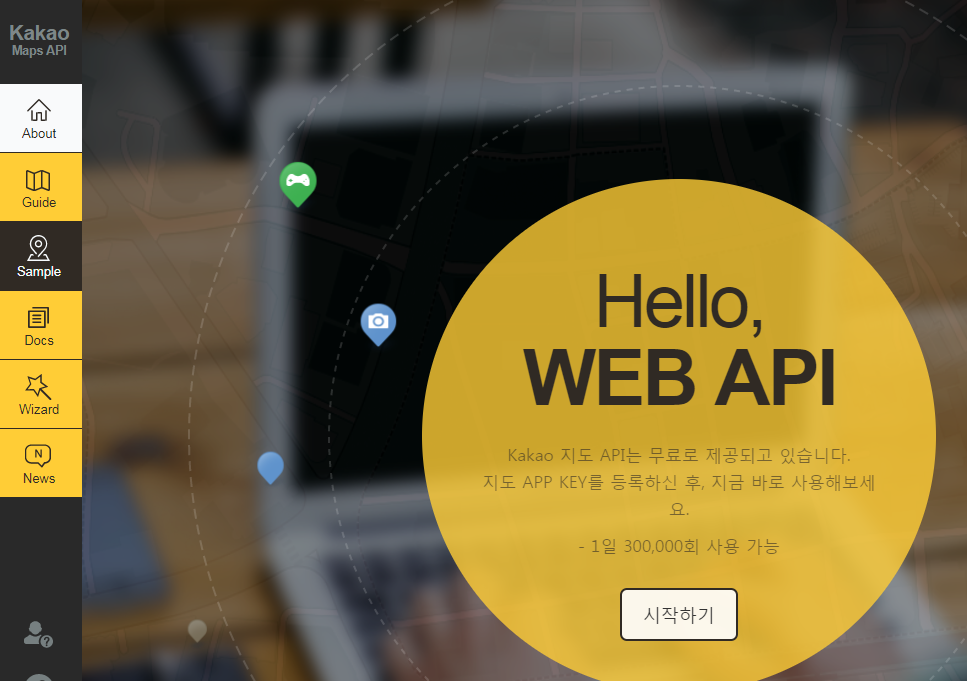 Kakao
Maps API
About
Guide
Sample
Docs
Wizard
N
News
Hello,
WEB API
Kakao 지도 API는 무료로 제공되고 있습니다.
지도 APP KEY를 등록하신 후, 지금 바로 사용해보세
요.
- 1일 300,000회 사용 가능
시작하기
?